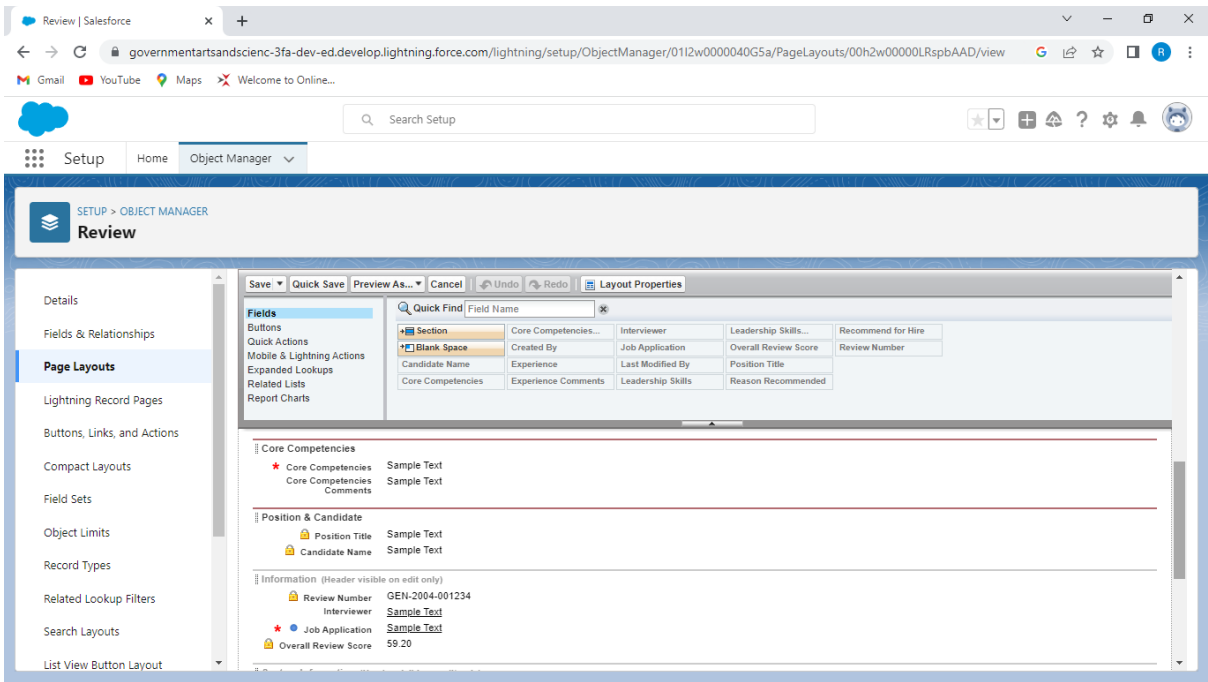 Review | Salesforce
governmentartsandscienc-3fa-dev-ed.develop.lightning.force.com/lightning/setup/ObjectManager/01I2w0000040G5a/PageLayouts/00h2w00000LRspbAAD/view
R
Gmail YouTube Maps Welcome to Online...
Search Setup
Setup Home Object Manager
SETUP > OBJECT MANAGER
Review
Details
Fields & Relationships
Page Layouts
Lightning Record Pages
Buttons, Links, and Actions
Compact Layouts
Field Sets
Object Limits
Record Types
Related Lookup Filters
Search Layouts
List View Button Layout
Save Quick Save Preview As... Cancel Undo Redo Layout Properties
Fields
Buttons
Quick Actions
Mobile & Lightning Actions
Expanded Lookups
Related Lists
Report Charts
Quick Find Field Name
Section Core Competencies... Interviewer Leadership Skills... Recommend for Hire
Blank Space Created By Job Application Overall Review Score Review Number
Candidate Name Experience Last Modified By Position Title
Core Competencies Experience Comments Leadership Skills Reason Recommended
Core Competencies
* Core Competencies Sample Text
Core Competencies Sample Text
Comments
Position & Candidate
Position Title Sample Text
Candidate Name Sample Text
Information (Header visible on edit only)
Review Number GEN-2004-001234
Interviewer Sample Text
* Job Application Sample Text
Overall Review Score 59.20